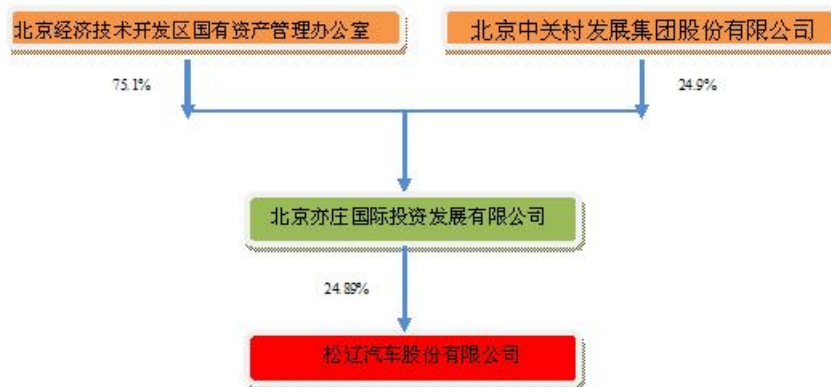 北京经济技术开发区国有资产管理办公室
北京中关村发展集团股份有限公司
75.1%
24.9%
北京亦庄国际投资发展有限公司
24.89%
松辽汽车股份有限公司